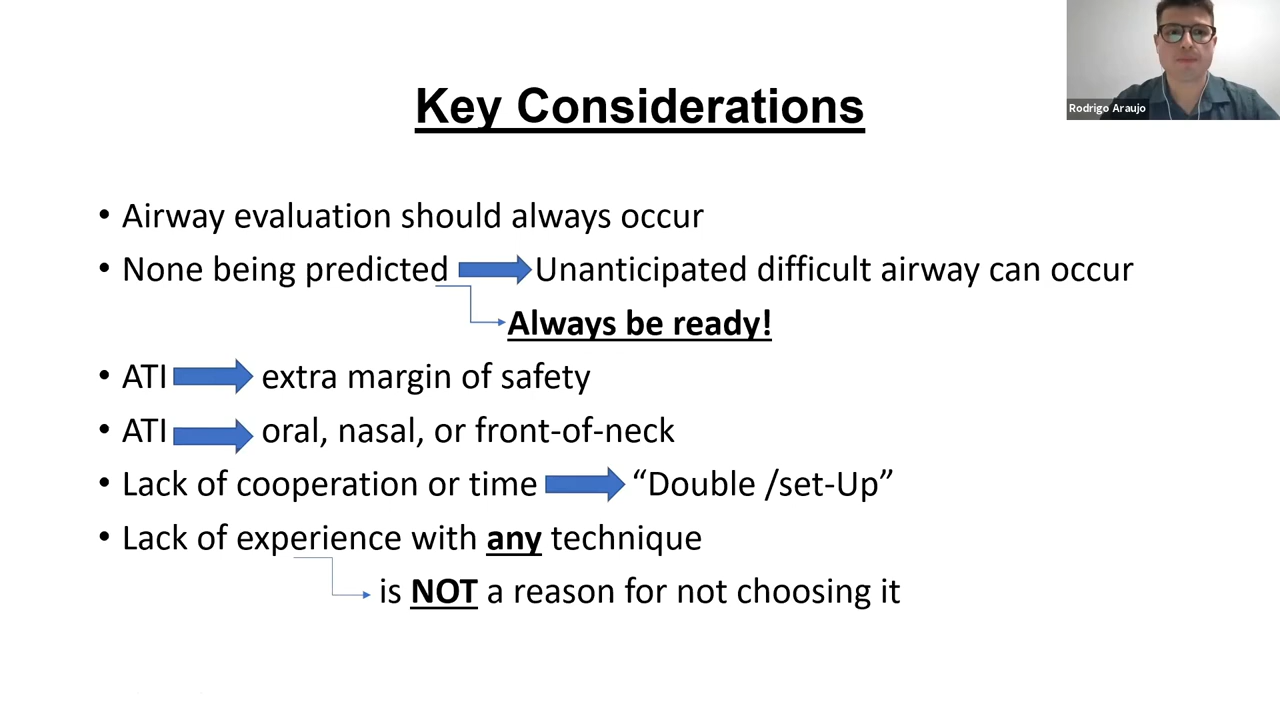 Key Considerations
Rodrigo Araujo
• Airway evaluation should always occur
• None being predicted Unanticipated difficult airway can occur
Always be ready!
• ATI extra margin of safety
• ATI oral, nasal, or front-of-neck
• Lack of cooperation or time “Double /set-Up”
• Lack of experience with any technique
is NOT a reason for not choosing it